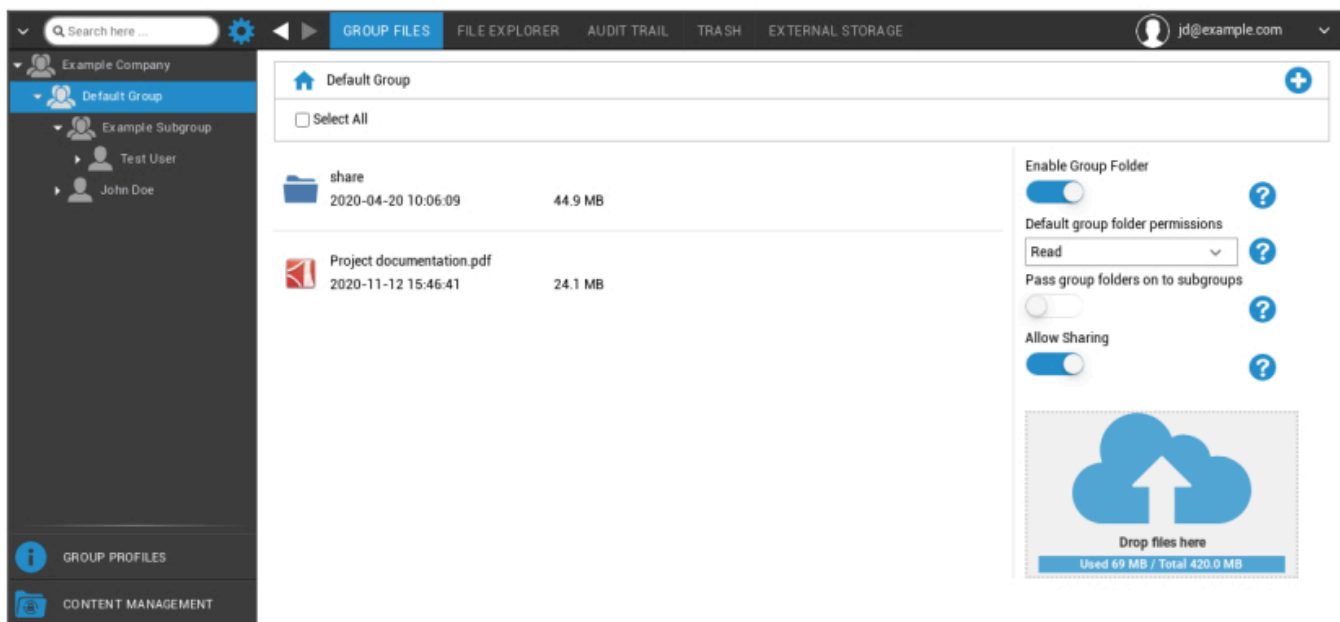 Search here ...
GROUP FILES FILE EXPLORER AUDIT TRAIL TRASH EXTERNAL STORAGE jd@example.com
Example Company
Default Group
Example Subgroup
Test User
John Doe
GROUP PROFILES
CONTENT MANAGEMENT
Default Group
Select All
share
2020-04-20 10:06:09 44.9 MB
Project documentation.pdf
2020-11-12 15:46:41 24.1 MB
Enable Group Folder
?
Default group folder permissions
Read ?
Pass group folders on to subgroups
?
Allow Sharing
?
Drop files here
Used 69 MB / Total 420.0 MB